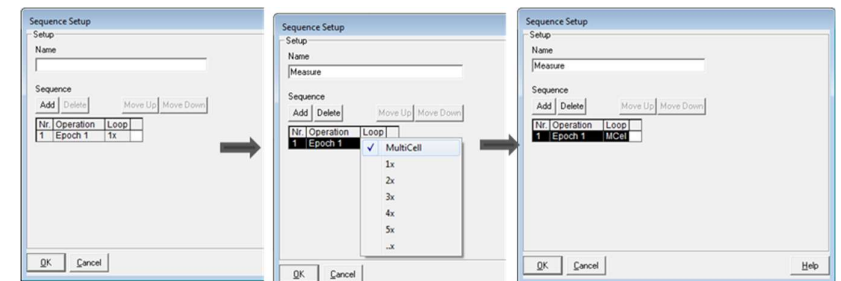 Sequence Setup
Setup
Name
Sequence
Add Delete Move Up Move Down
Nr. Operation Loop
1 Epoch 1 1x
OK Cancel
Sequence Setup
Setup
Name
Measure
Sequence
Add Delete Move Up Move Down
Nr. Operation Loop
1 Epoch 1
✓ MultiCell
1x
2x
3x
4x
5x
..x
OK Cancel
Sequence Setup
Setup
Name
Measure
Sequence
Add Delete Move Up Move Down
Nr. Operation Loop
1 Epoch 1 MCel
OK Cancel Help